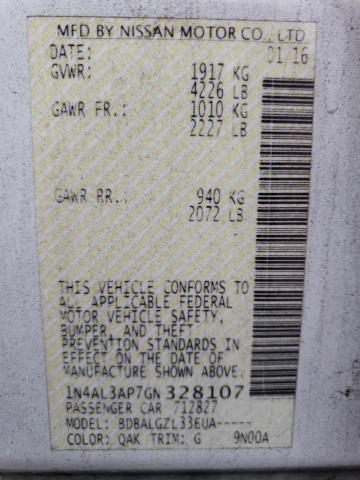 MFD BY NISSAN MOTOR CO., LTD.
DATE: 01/16
GVWR: 1917 KG
4226 LB
GAWR FR.: 1010 KG
2227 LB
GAWR RR.: 940 KG
2072 LB
THIS VEHICLE CONFORMS TO
ALL APPLICABLE FEDERAL
MOTOR VEHICLE SAFETY,
BUMPER, AND THEFT
PREVENTION STANDARDS IN
EFFECT ON THE DATE OF
MANUFACTURE SHOWN ABOVE.
1N4AL3AP7GN 328107
PASSENGER CAR 712827
MODEL: BDBALGZL33EUA-----
COLOR: QAK TRIM: G 9N00A